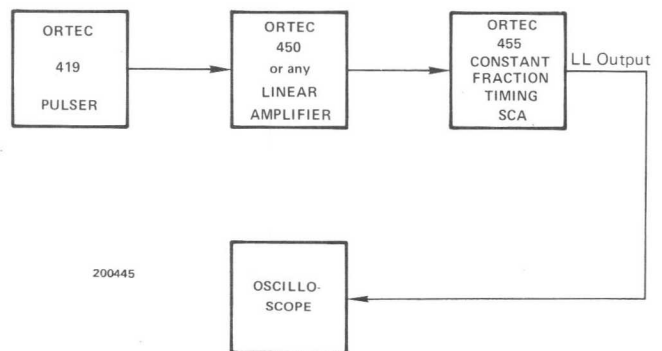 ORTEC
419
PULSER
ORTEC
450
or any
LINEAR
AMPLIFIER
ORTEC
455
CONSTANT
FRACTION
TIMING
SCA
LL Output
200445
OSCILLO-
SCOPE